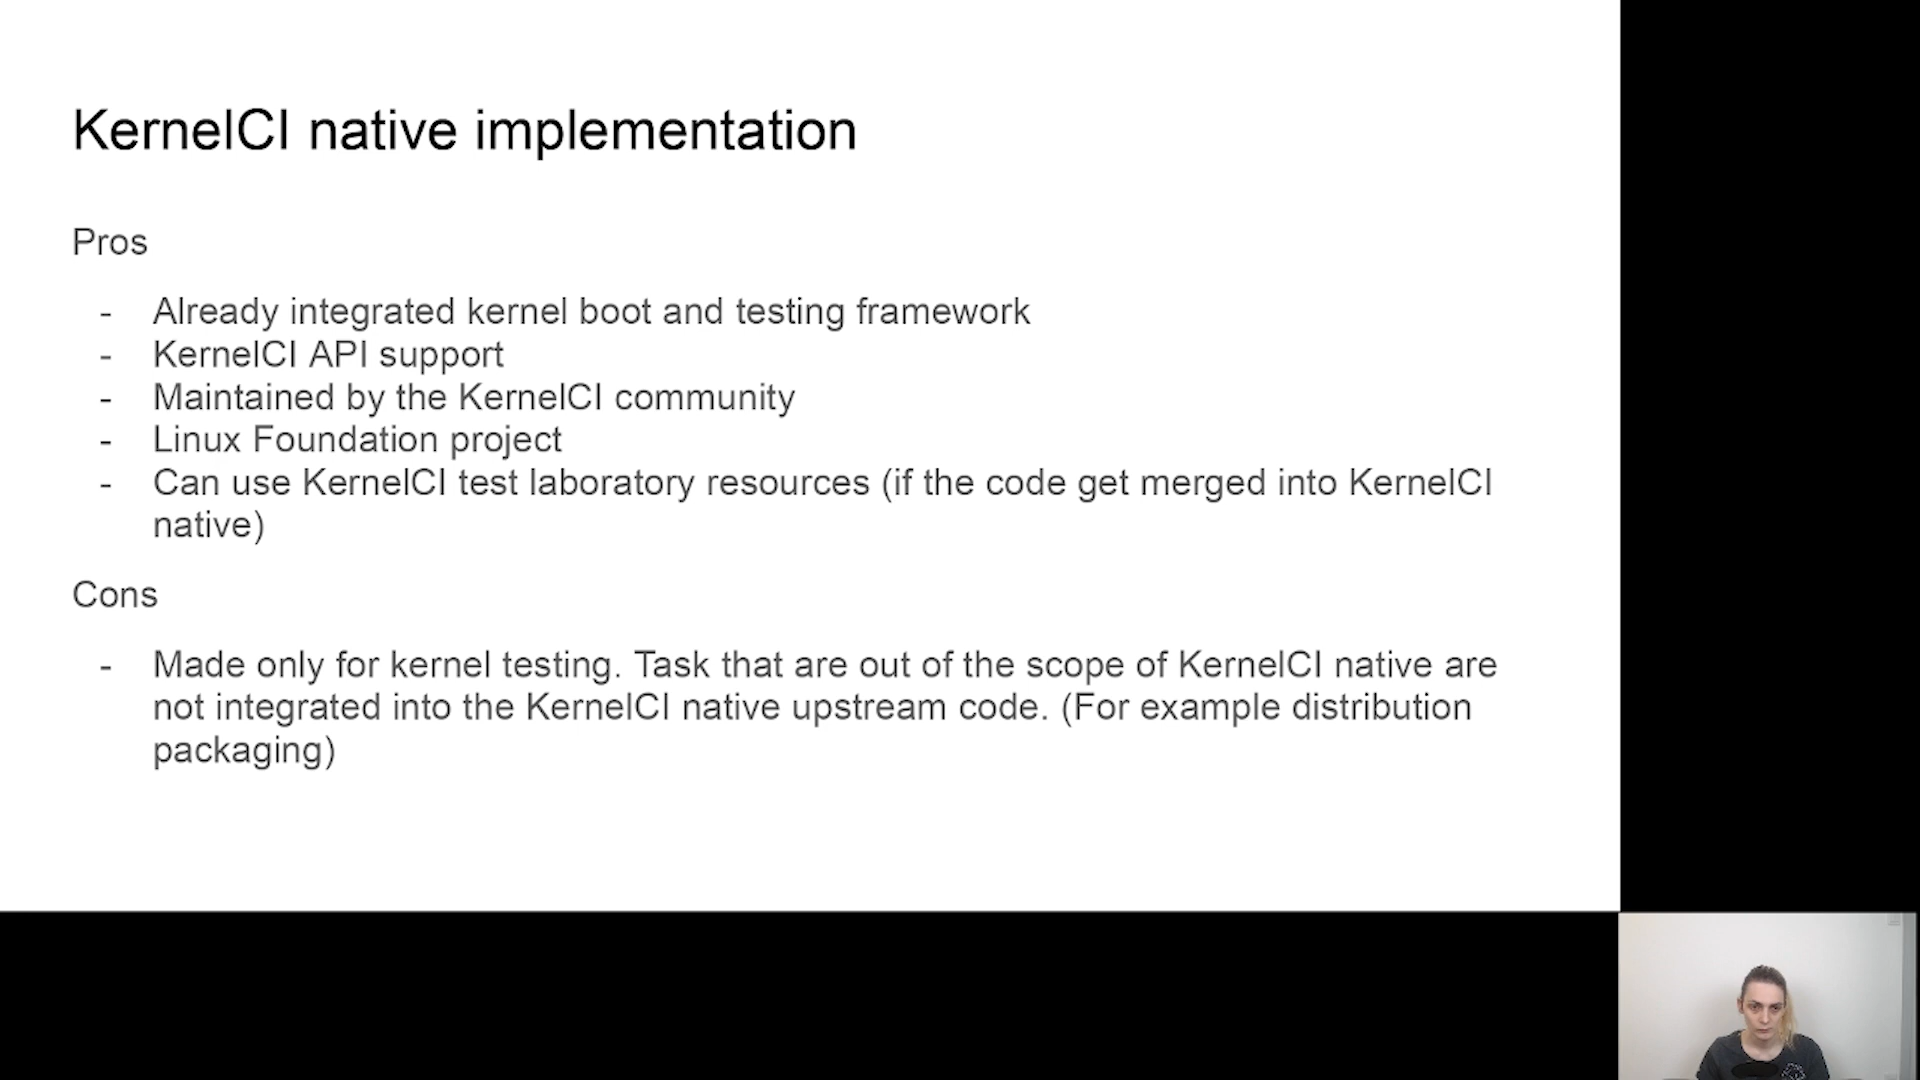 KernelCI native implementation
Pros
- Already integrated kernel boot and testing framework
- KernelCI API support
- Maintained by the KernelCI community
- Linux Foundation project
- Can use KernelCI test laboratory resources (if the code get merged into KernelCI
native)
Cons
- Made only for kernel testing. Task that are out of the scope of KernelCI native are
not integrated into the KernelCI native upstream code. (For example distribution
packaging)